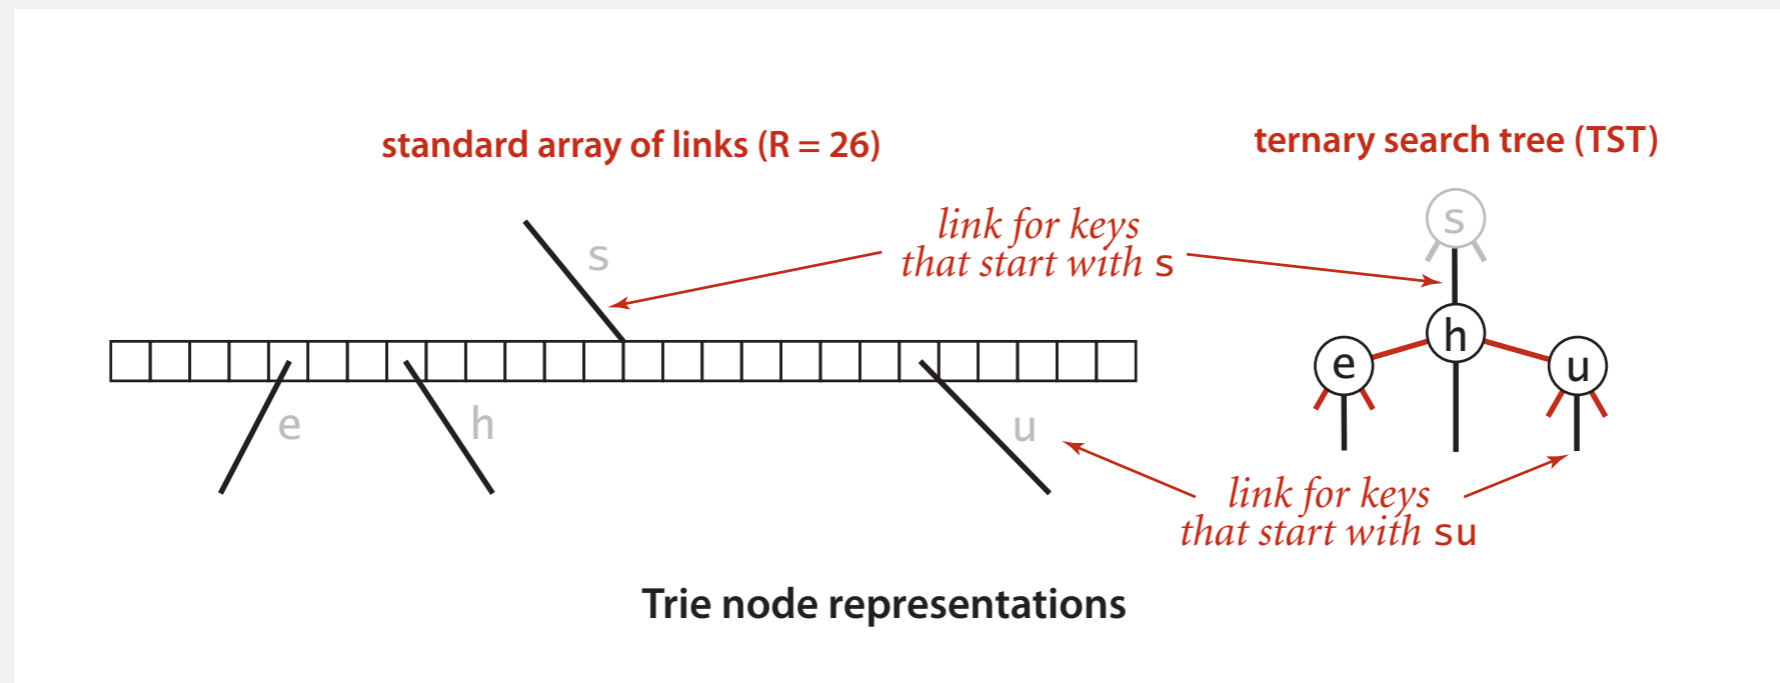 standard array of links (R = 26)
ternary search tree (TST)
s
link for keys
that start with s
s
h
e
u
e
h
u
link for keys
that start with su
Trie node representations